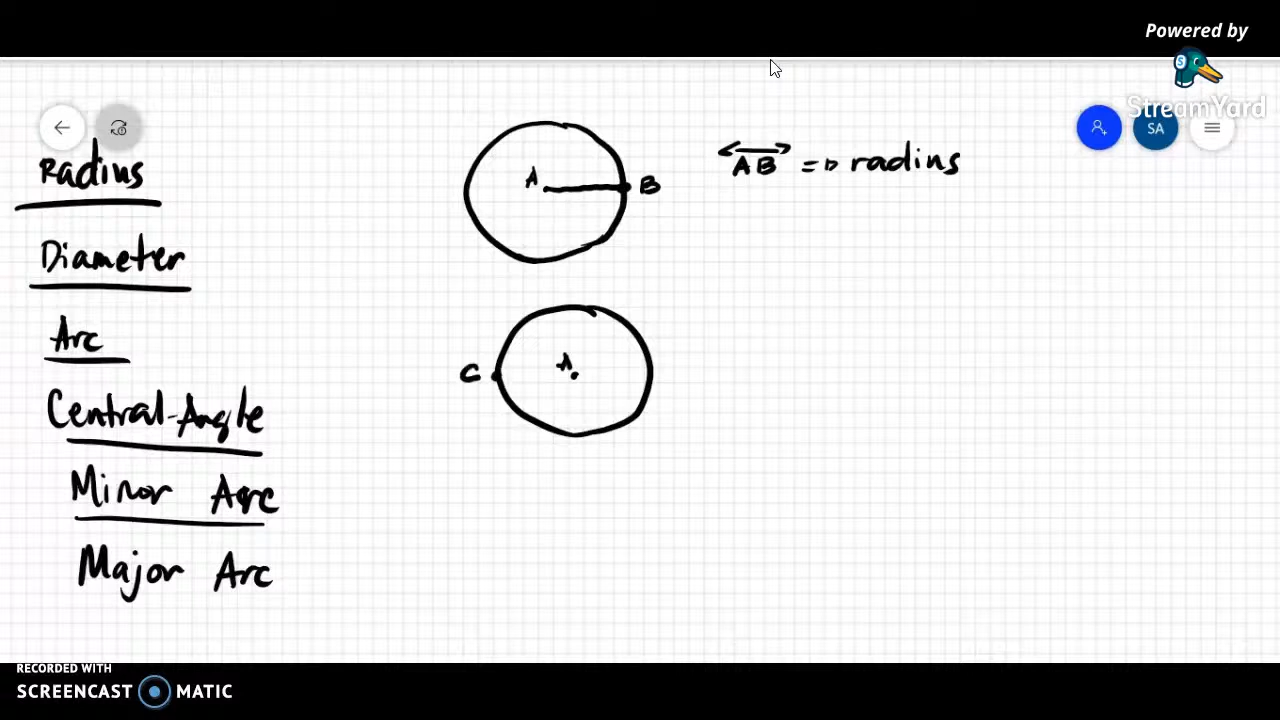 Powered by
StreamYard
SA
Radius
Diameter
Arc
Central-Angle
Minor Arc
Major Arc
A
B
AB => radius
C
A
RECORDED WITH
SCREENCAST MATIC